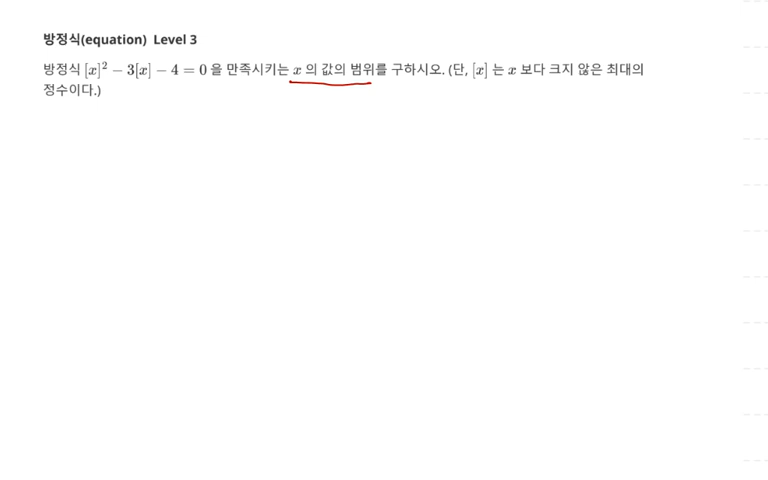 방정식(equation) Level 3
방정식 [x]² − 3[x] − 4 = 0 을 만족시키는 x 의 값의 범위를 구하시오. (단, [x] 는 x 보다 크지 않은 최대의
정수이다.)